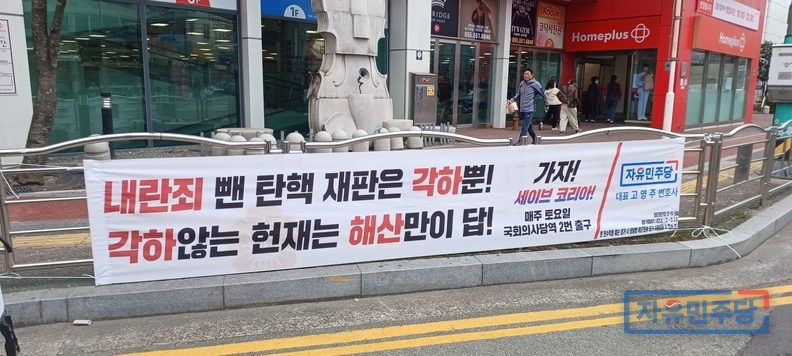 Homeplus
Homeplus
1F
내란죄 뺀 탄핵 재판은 각하뿐!
각하않는 헌재는 해산만이 답!
가자!
세이브 코리아!
매주 토요일
국회의사당역 2번 출구
자유민주당
대표 고 영 주 변호사
자유민주당